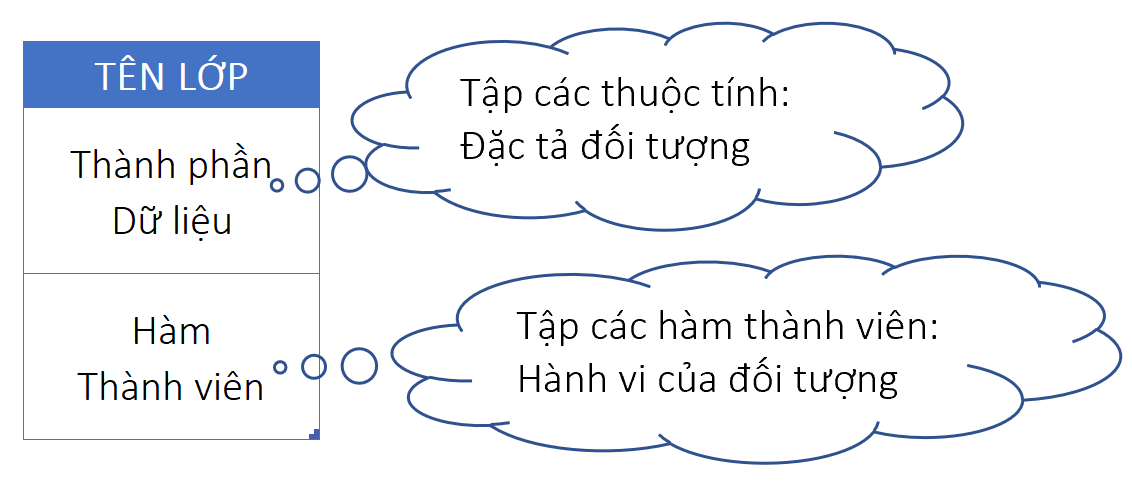 TÊN LỚP
Thành phần
Dữ liệu
Tập các thuộc tính:
Đặc tả đối tượng
Hàm
Thành viên
Tập các hàm thành viên:
Hành vi của đối tượng